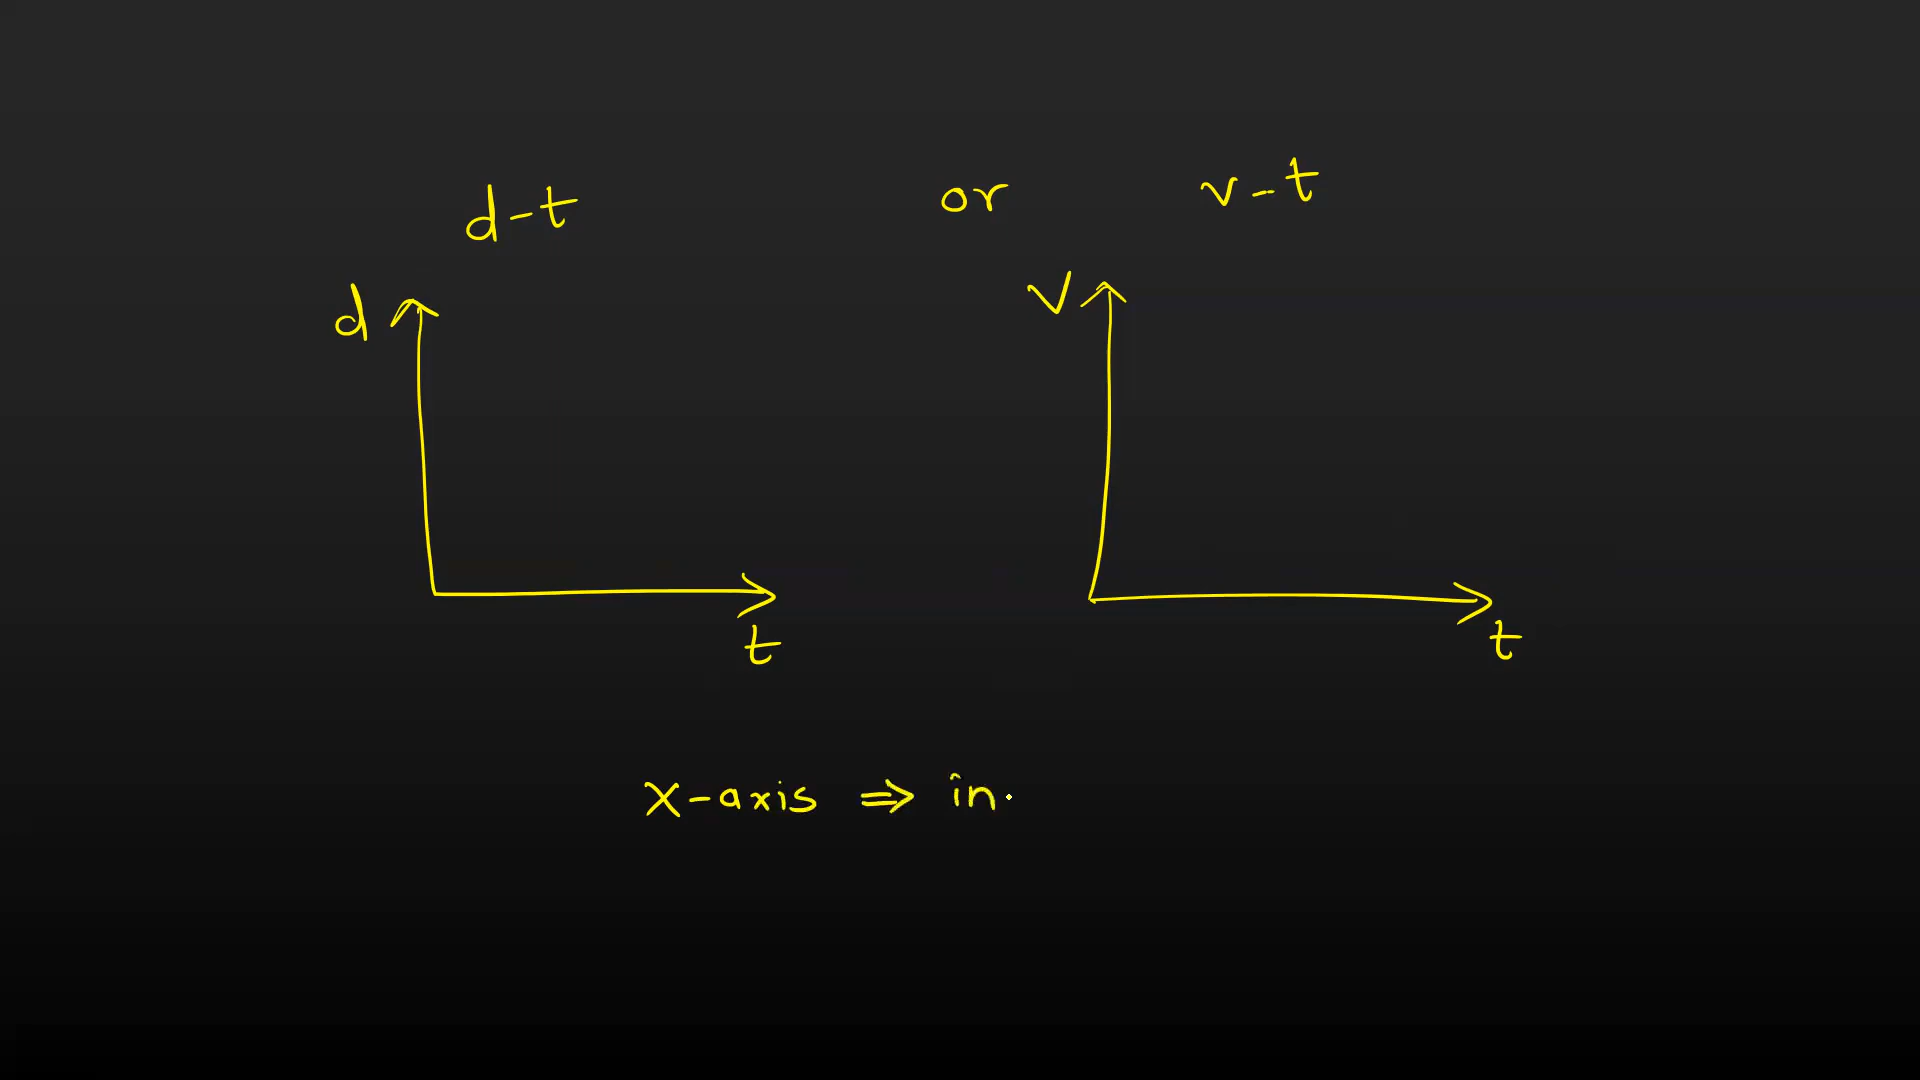 d-t or v-t
d V
t t
X-axis ⇒ in